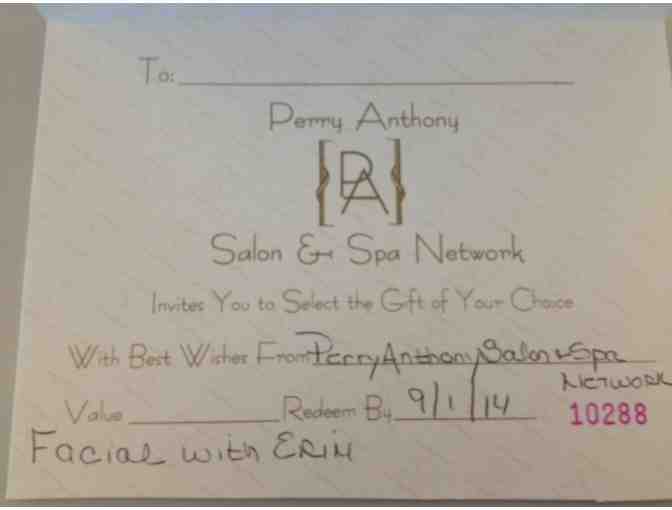 To:
Perry Anthony
PA
Salon & Spa Network
Invites You to Select the Gift of Your Choice
With Best Wishes From Perry Anthony Salon & Spa
Network
Value Redeem By 9/1/14 10288
Facial with Erin